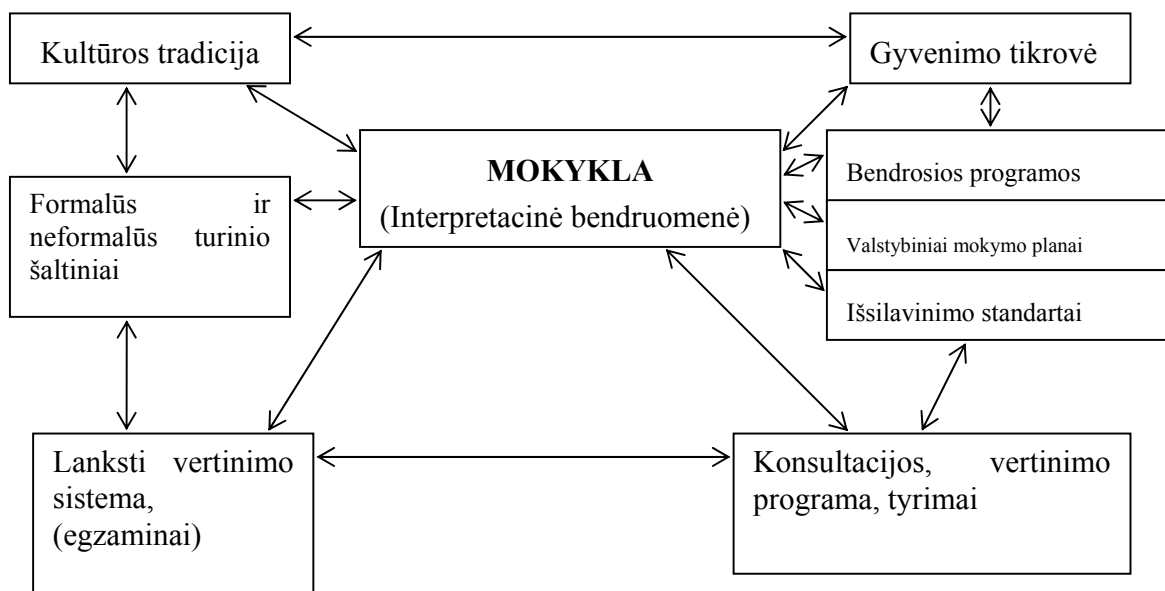 Kultūros tradicija
Gyvenimo tikrovė
MOKYKLA
(Interpretacinė bendruomenė)
Bendrosios programos
Valstybiniai mokymo planai
Išsilavinimo standartai
Formalūs ir
neformalūs turinio
šaltiniai
Lanksti vertinimo
sistema,
(egzaminai)
Konsultacijos, vertinimo
programa, tyrimai